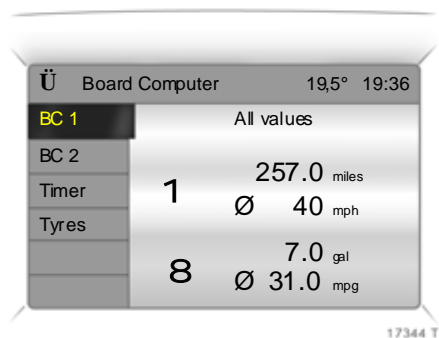 Ü Board Computer 19,5° 19:36
BC 1
All values
BC 2
Timer
Tyres
1
257.0 miles
Ø 40 mph
8
7.0 gal
Ø 31.0 mpg
17344 T